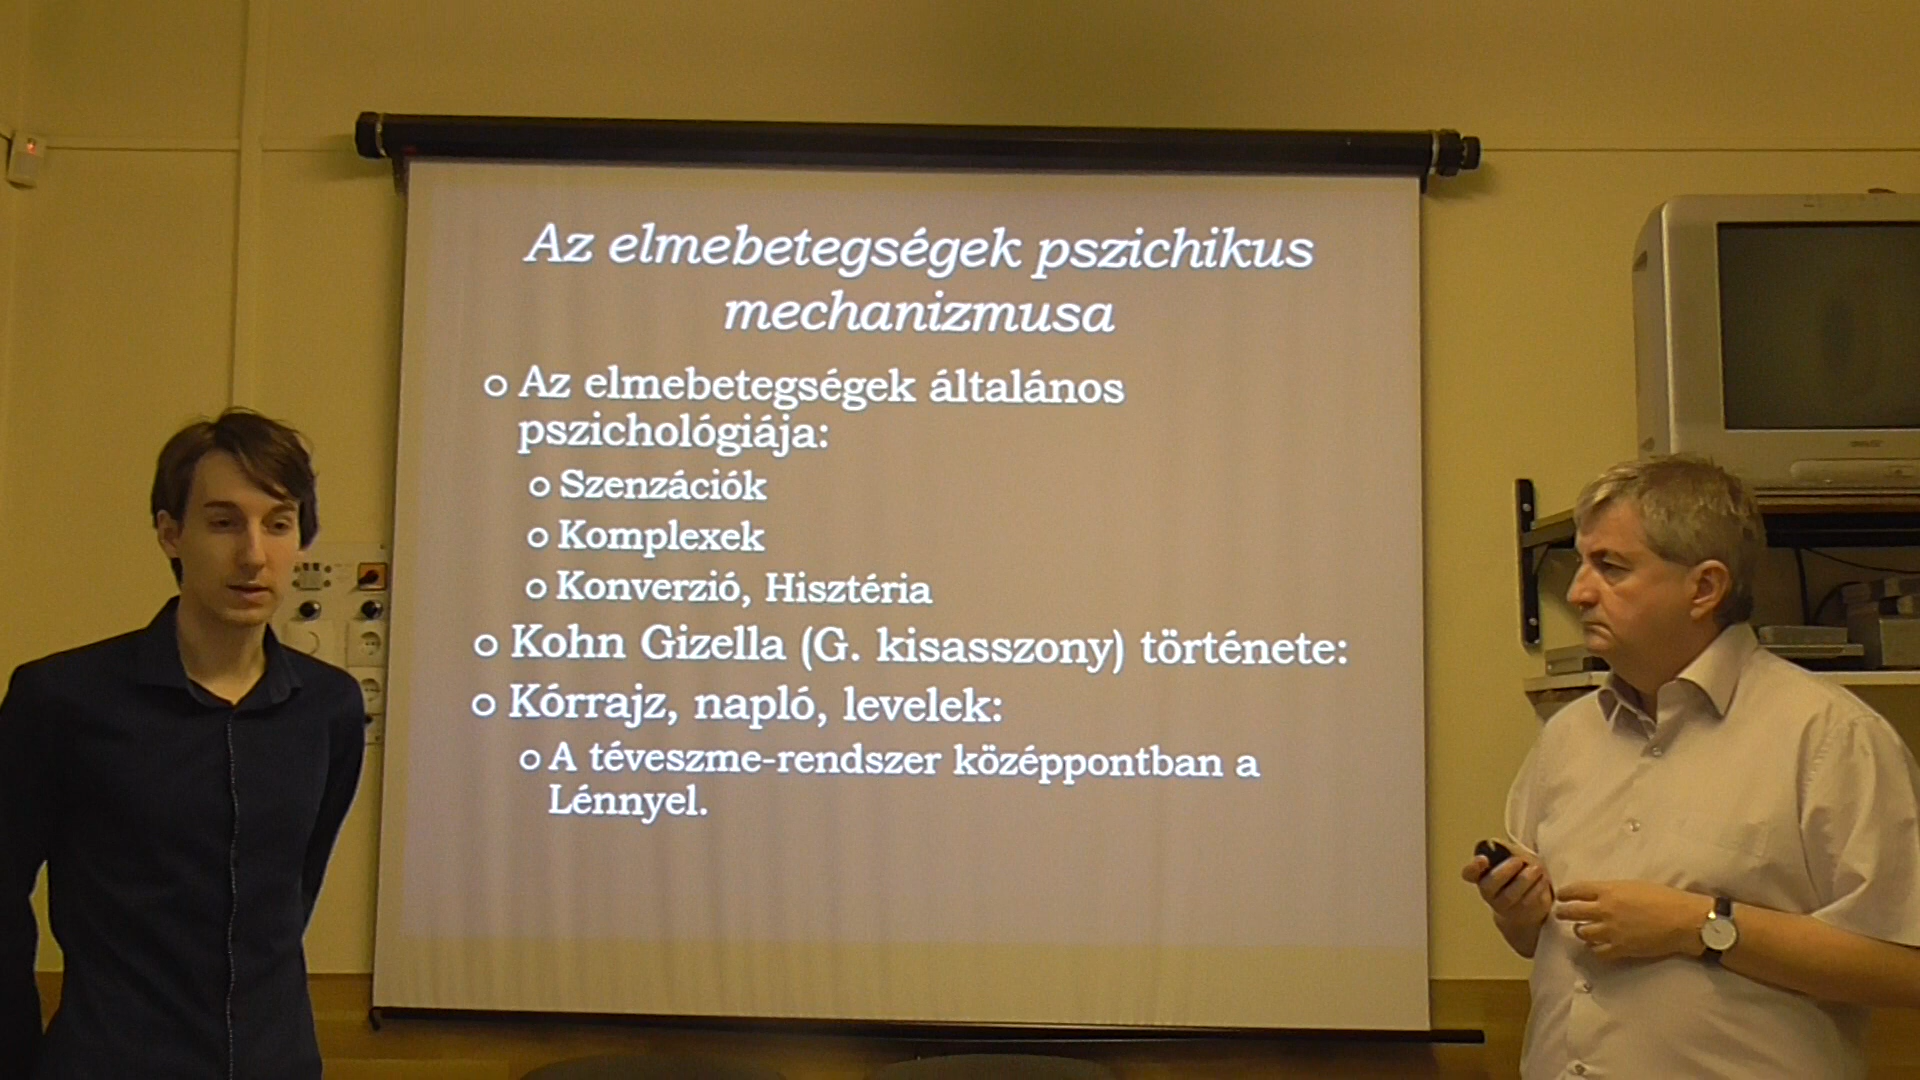 Az elmebetegségek pszichikus
mechanizmusa
Az elmebetegségek általános
pszichológiája:
Szenzációk
Komplexek
Konverzió, Hisztéria
Kohn Gizella (G. kisasszony) története:
Kórrajz, napló, levelek:
A téveszme-rendszer középpontban a
Lénnyel.